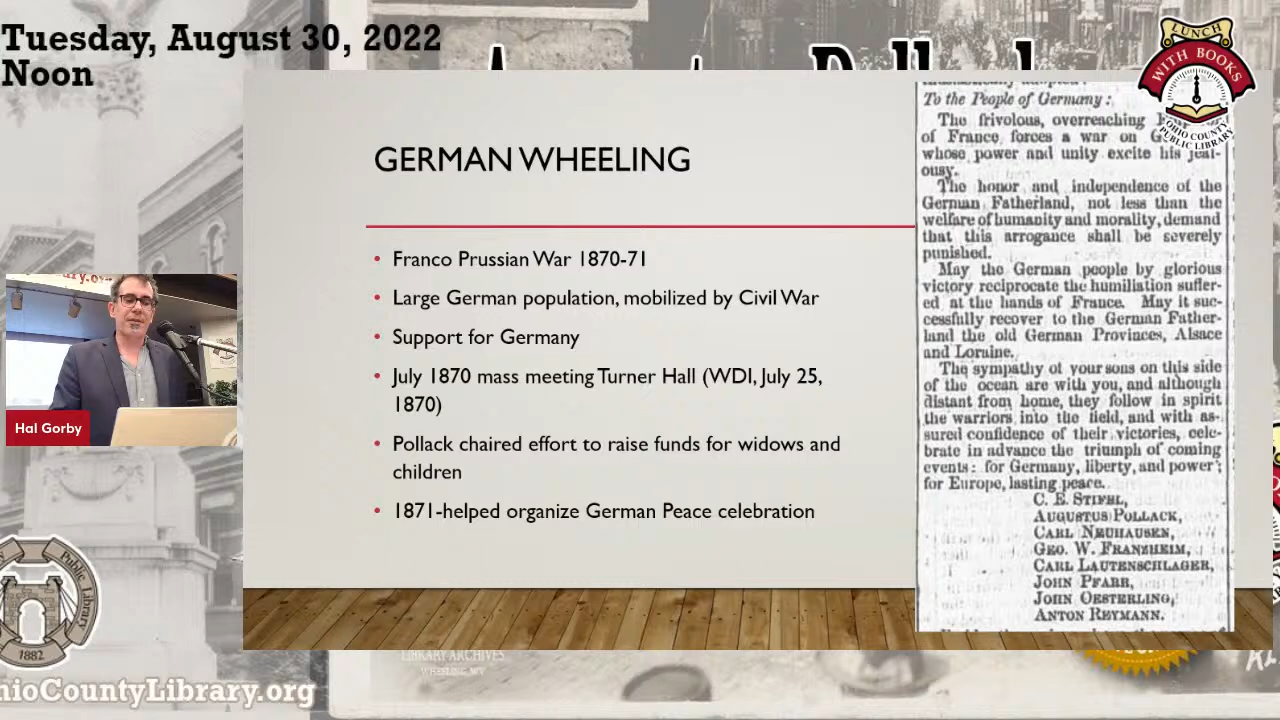 Tuesday, August 30, 2022
Noon
LUNCH
WITH BOOKS
OHIO COUNTY
PUBLIC LIBRARY
GERMAN WHEELING
• Franco Prussian War 1870-71
• Large German population, mobilized by Civil War
• Support for Germany
• July 1870 mass meeting Turner Hall (WDI, July 25,
1870)
• Pollack chaired effort to raise funds for widows and
children
• 1871-helped organize German Peace celebration
To the People of Germany:
The frivolous, overreaching
of France forces a war on
whose power and unity excite his jeal-
ousy.
The honor and independence of the
German Fatherland, not less than the
welfare of humanity and morality, demand
that this arrogance shall be severely
punished.
May the German people by glorious
victory reciprocate the humiliation suffer-
ed at the hands of France. May it suc-
cessfully recover to the German Father-
land the old German Provinces, Alsace
and Loraine.
The sympathy of your sons on this side
of the ocean are with you, and although
distant from home, they follow in spirit
the warriors into the field, and with as-
sured confidence of their victories, cele-
brate in advance the triumph of coming
events: for Germany, liberty, and power;
for Europe, lasting peace.
C. E. STIFEL,
AUGUSTUS POLLACK,
CARL NEUHAUSEN,
GEO. W. FRANZHEIM,
CARL LAUTENSCHLAGER,
JOHN PFARR,
JOHN OESTERLING,
ANTON REYMANN.
Hal Gorby
Public Library
1882
LIBRARY ARCHIVES
WHEELING, WV
hioCountyLibrary.org